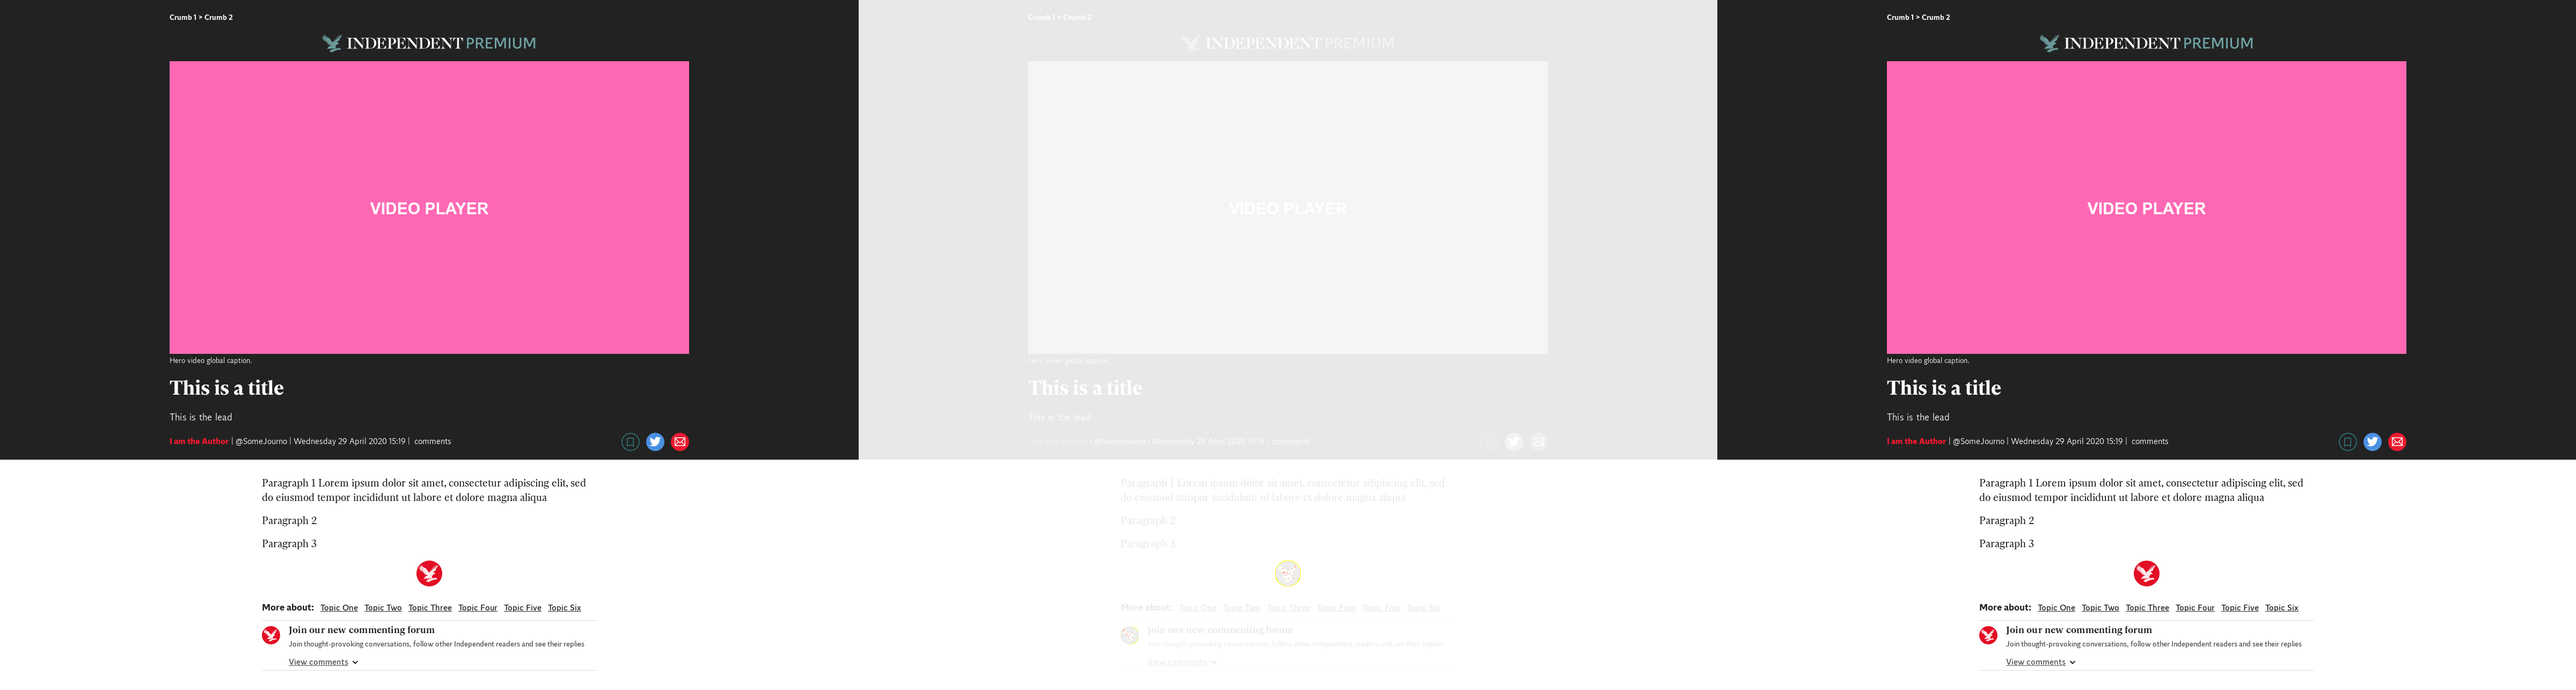 Crumb 1 > Crumb 2
INDEPENDENT PREMIUM
VIDEO PLAYER
Hero video global caption.
This is a title
This is the lead
I am the Author | @SomeJourno | Wednesday 29 April 2020 15:19 | comments
Paragraph 1 Lorem ipsum dolor sit amet, consectetur adipiscing elit, sed
do eiusmod tempor incididunt ut labore et dolore magna aliqua
Paragraph 2
Paragraph 3
More about: Topic One Topic Two Topic Three Topic Four Topic Five Topic Six
Join our new commenting forum
Join thought-provoking conversations, follow other Independent readers and see their replies
View comments
Crumb 1 > Crumb 2
INDEPENDENT PREMIUM
VIDEO PLAYER
Hero video global caption.
This is a title
This is the lead
I am the Author | @SomeJourno | Wednesday 29 April 2020 15:19 | comments
Paragraph 1 Lorem ipsum dolor sit amet, consectetur adipiscing elit, sed
do eiusmod tempor incididunt ut labore et dolore magna aliqua
Paragraph 2
Paragraph 3
More about: Topic One Topic Two Topic Three Topic Four Topic Five Topic Six
Join our new commenting forum
Join thought-provoking conversations, follow other Independent readers and see their replies
View comments
Crumb 1 > Crumb 2
INDEPENDENT PREMIUM
VIDEO PLAYER
Hero video global caption.
This is a title
This is the lead
I am the Author | @SomeJourno | Wednesday 29 April 2020 15:19 | comments
Paragraph 1 Lorem ipsum dolor sit amet, consectetur adipiscing elit, sed
do eiusmod tempor incididunt ut labore et dolore magna aliqua
Paragraph 2
Paragraph 3
More about: Topic One Topic Two Topic Three Topic Four Topic Five Topic Six
Join our new commenting forum
Join thought-provoking conversations, follow other Independent readers and see their replies
View comments